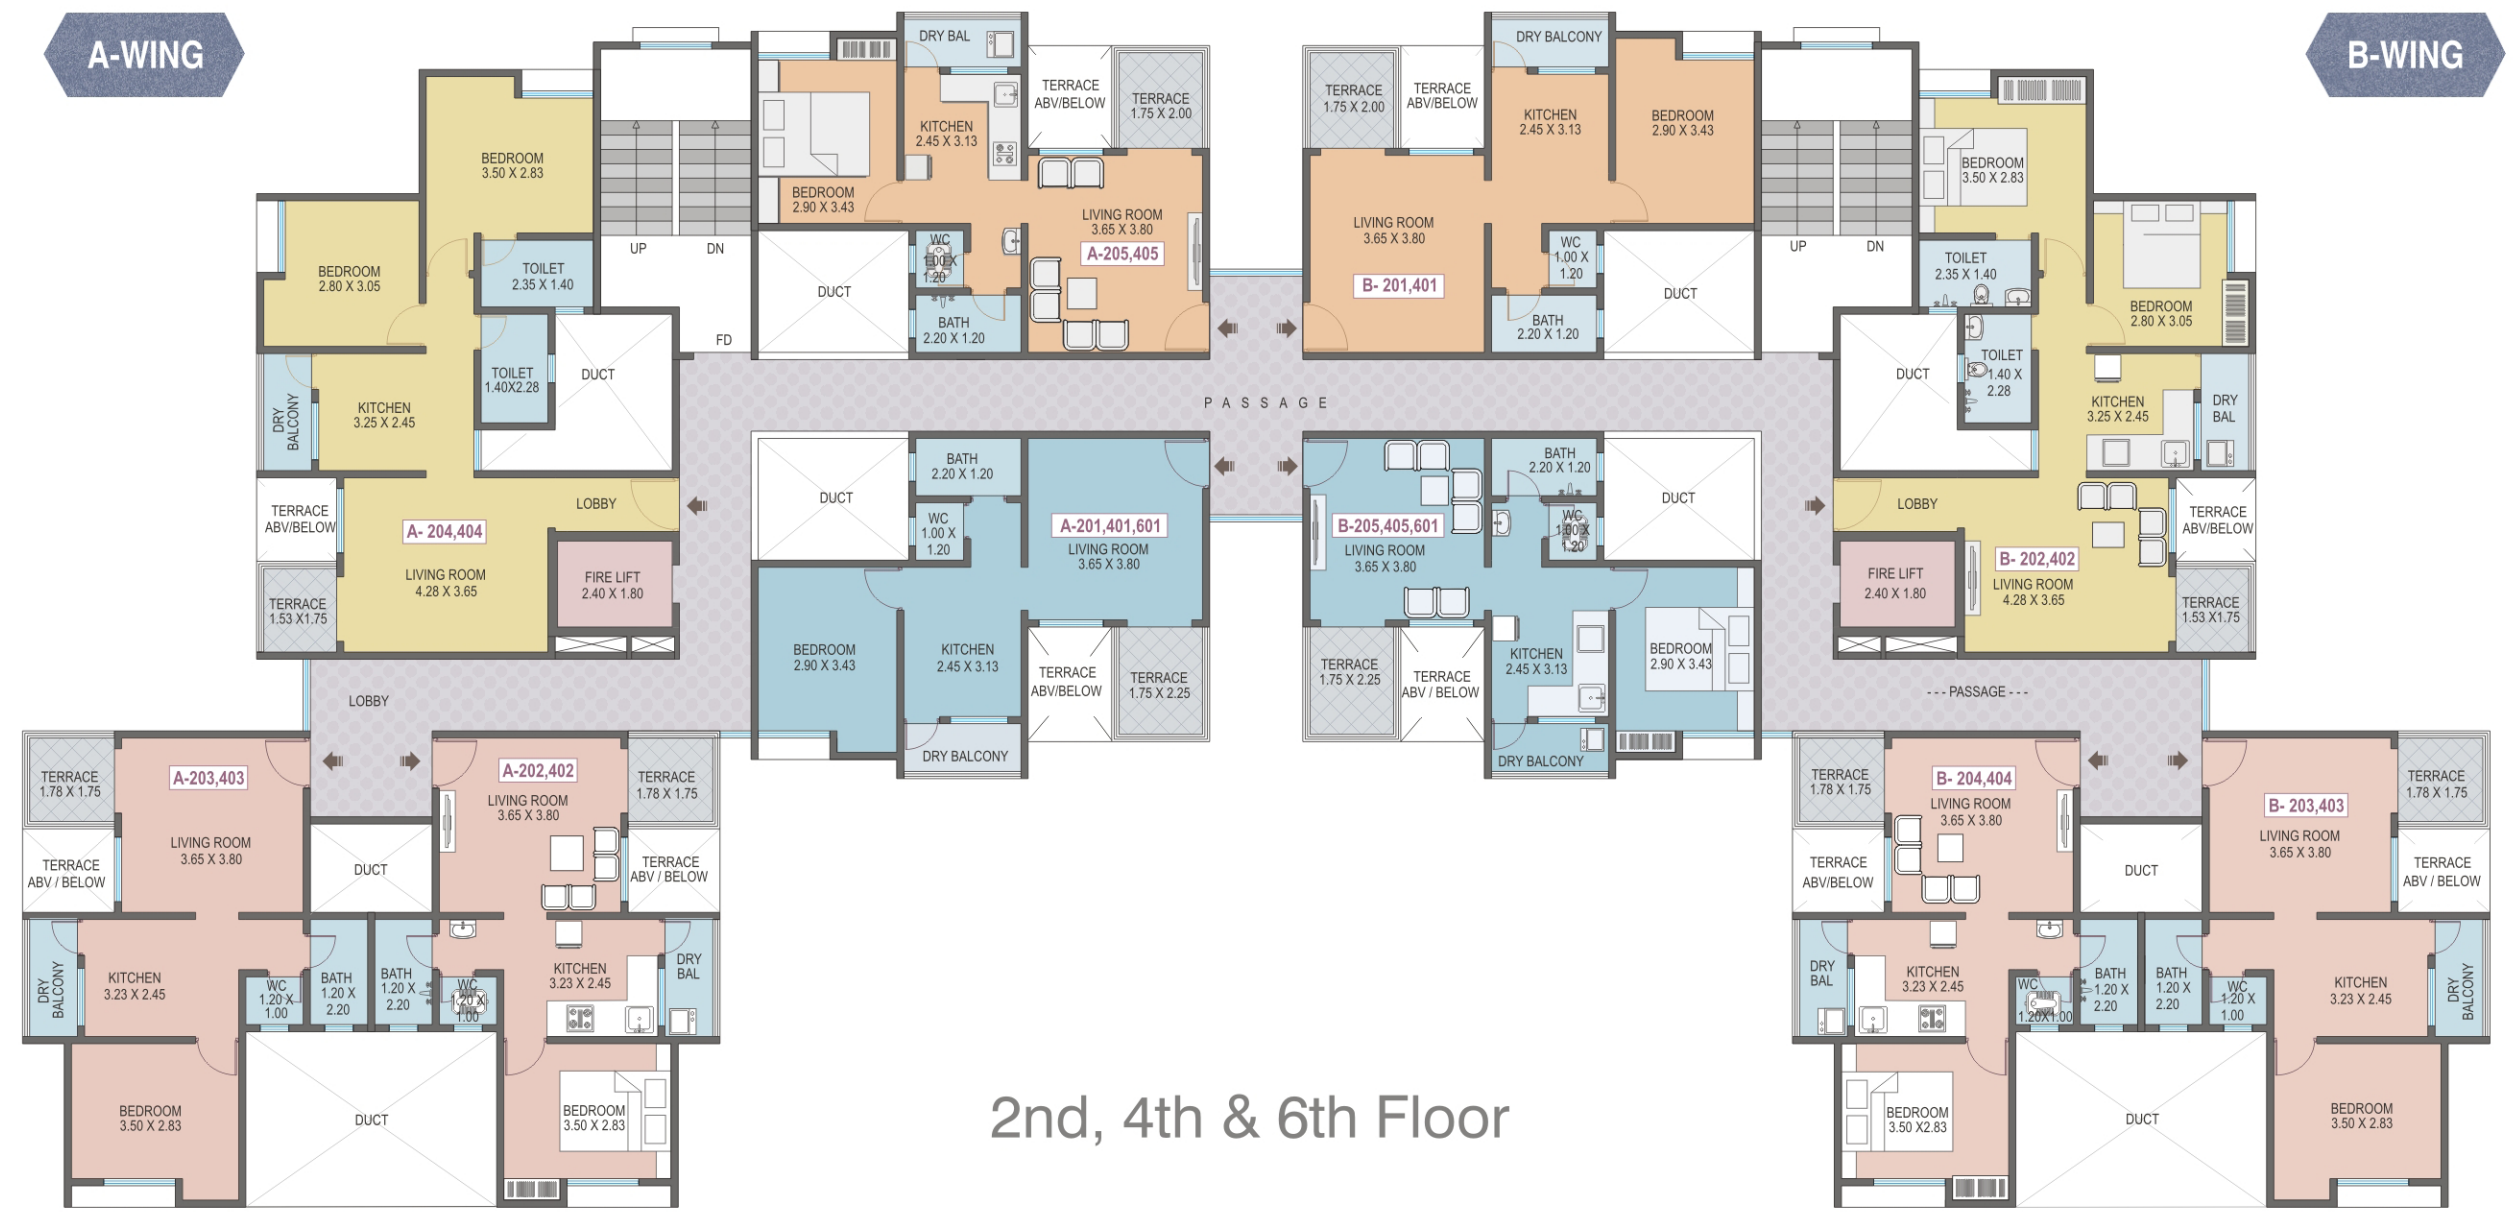 A-WING
B-WING
BEDROOM
3.50 X 2.83
BEDROOM
2.80 X 3.05
TOILET
2.35 X 1.40
TOILET
1.40X2.28
DUCT
DRY
BALCONY
KITCHEN
3.25 X 2.45
TERRACE
ABV/BELOW
A- 204,404
LOBBY
LIVING ROOM
4.28 X 3.65
TERRACE
1.53 X1.75
FIRE LIFT
2.40 X 1.80
UP
DN
FD
DRY BAL
KITCHEN
2.45 X 3.13
BEDROOM
2.90 X 3.43
TERRACE
ABV/BELOW
TERRACE
1.75 X 2.00
LIVING ROOM
3.65 X 3.80
A-205,405
WC
1.00 X
1.20
DUCT
BATH
2.20 X 1.20
TERRACE
1.75 X 2.00
TERRACE
ABV/BELOW
DRY BALCONY
KITCHEN
2.45 X 3.13
BEDROOM
2.90 X 3.43
LIVING ROOM
3.65 X 3.80
B- 201,401
WC
1.00 X
1.20
BATH
2.20 X 1.20
DUCT
UP
DN
BEDROOM
3.50 X 2.83
BEDROOM
2.80 X 3.05
TOILET
2.35 X 1.40
TOILET
1.40 X
2.28
DUCT
KITCHEN
3.25 X 2.45
DRY
BAL
LOBBY
TERRACE
ABV/BELOW
B- 202,402
LIVING ROOM
4.28 X 3.65
TERRACE
1.53 X1.75
FIRE LIFT
2.40 X 1.80
PASSAGE
DUCT
BATH
2.20 X 1.20
WC
1.00 X
1.20
A-201,401,601
LIVING ROOM
3.65 X 3.80
BEDROOM
2.90 X 3.43
KITCHEN
2.45 X 3.13
TERRACE
ABV/BELOW
TERRACE
1.75 X 2.25
DRY BALCONY
B-205,405,601
LIVING ROOM
3.65 X 3.80
BATH
2.20 X 1.20
WC
1.00 X
1.20
DUCT
TERRACE
1.75 X 2.25
TERRACE
ABV / BELOW
KITCHEN
2.45 X 3.13
BEDROOM
2.90 X 3.43
DRY BALCONY
LOBBY
--- PASSAGE ---
TERRACE
1.78 X 1.75
A-203,403
LIVING ROOM
3.65 X 3.80
TERRACE
ABV / BELOW
DUCT
A-202,402
LIVING ROOM
3.65 X 3.80
TERRACE
1.78 X 1.75
TERRACE
ABV / BELOW
DRY
BALCONY
KITCHEN
3.23 X 2.45
WC
1.20 X
1.00
BATH
1.20 X
2.20
BATH
1.20 X
2.20
WC
1.20 X
1.00
KITCHEN
3.23 X 2.45
DRY
BAL
BEDROOM
3.50 X 2.83
DUCT
BEDROOM
3.50 X 2.83
TERRACE
1.78 X 1.75
B- 204,404
LIVING ROOM
3.65 X 3.80
TERRACE
ABV/BELOW
DUCT
B- 203,403
LIVING ROOM
3.65 X 3.80
TERRACE
1.78 X 1.75
TERRACE
ABV / BELOW
DRY
BAL
KITCHEN
3.23 X 2.45
WC
1.20X1.00
BATH
1.20 X
2.20
BATH
1.20 X
2.20
WC
1.20 X
1.00
KITCHEN
3.23 X 2.45
DRY
BALCONY
BEDROOM
3.50 X2.83
DUCT
BEDROOM
3.50 X 2.83
2nd, 4th & 6th Floor